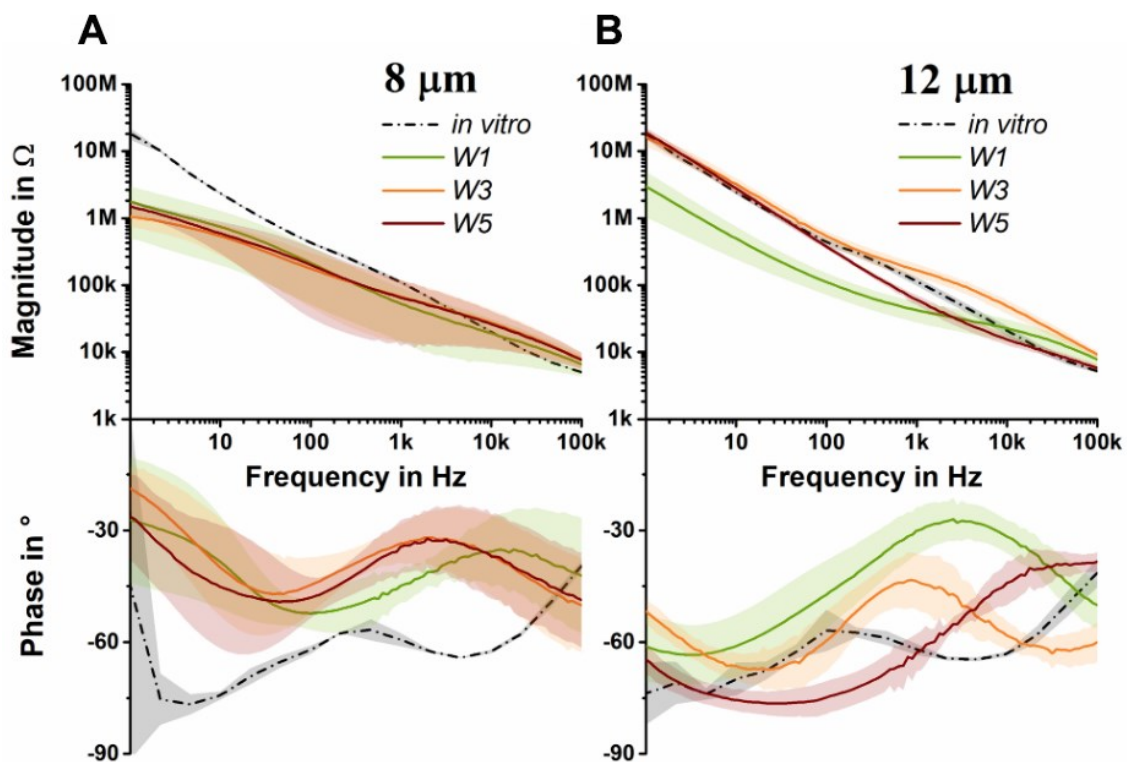 A
B
8 μm
in vitro
W1
W3
W5
12 μm
in vitro
W1
W3
W5
Magnitude in Ω
100M
10M
1M
100k
10k
1k
100M
10M
1M
100k
10k
1k
10 100 1k 10k 100k
Frequency in Hz
10 100 1k 10k 100k
Frequency in Hz
Phase in °
-30
-60
-90
-30
-60
-90